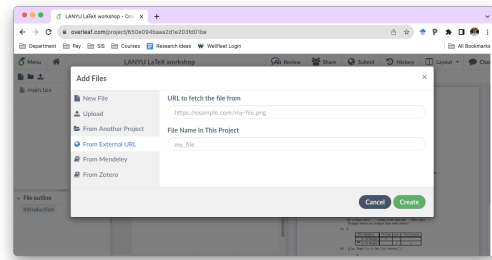 LANYU LaTeX workshop - Onli
overleaf.com/project/650e094baaa2d1e203fd07be
Department
Pay
SIS
Courses
Research ideas
Wellfleet Login
All Bookmarks
Menu
LANYU LaTeX workshop
Review
Share
Submit
History
Layout
Chat
main.tex
Add Files
New File
Upload
From Another Project
From External URL
From Mendeley
From Zotero
URL to fetch the file from
https://example.com/my-file.png
File Name In This Project
my_file
Cancel
Create
File outline
Introduction